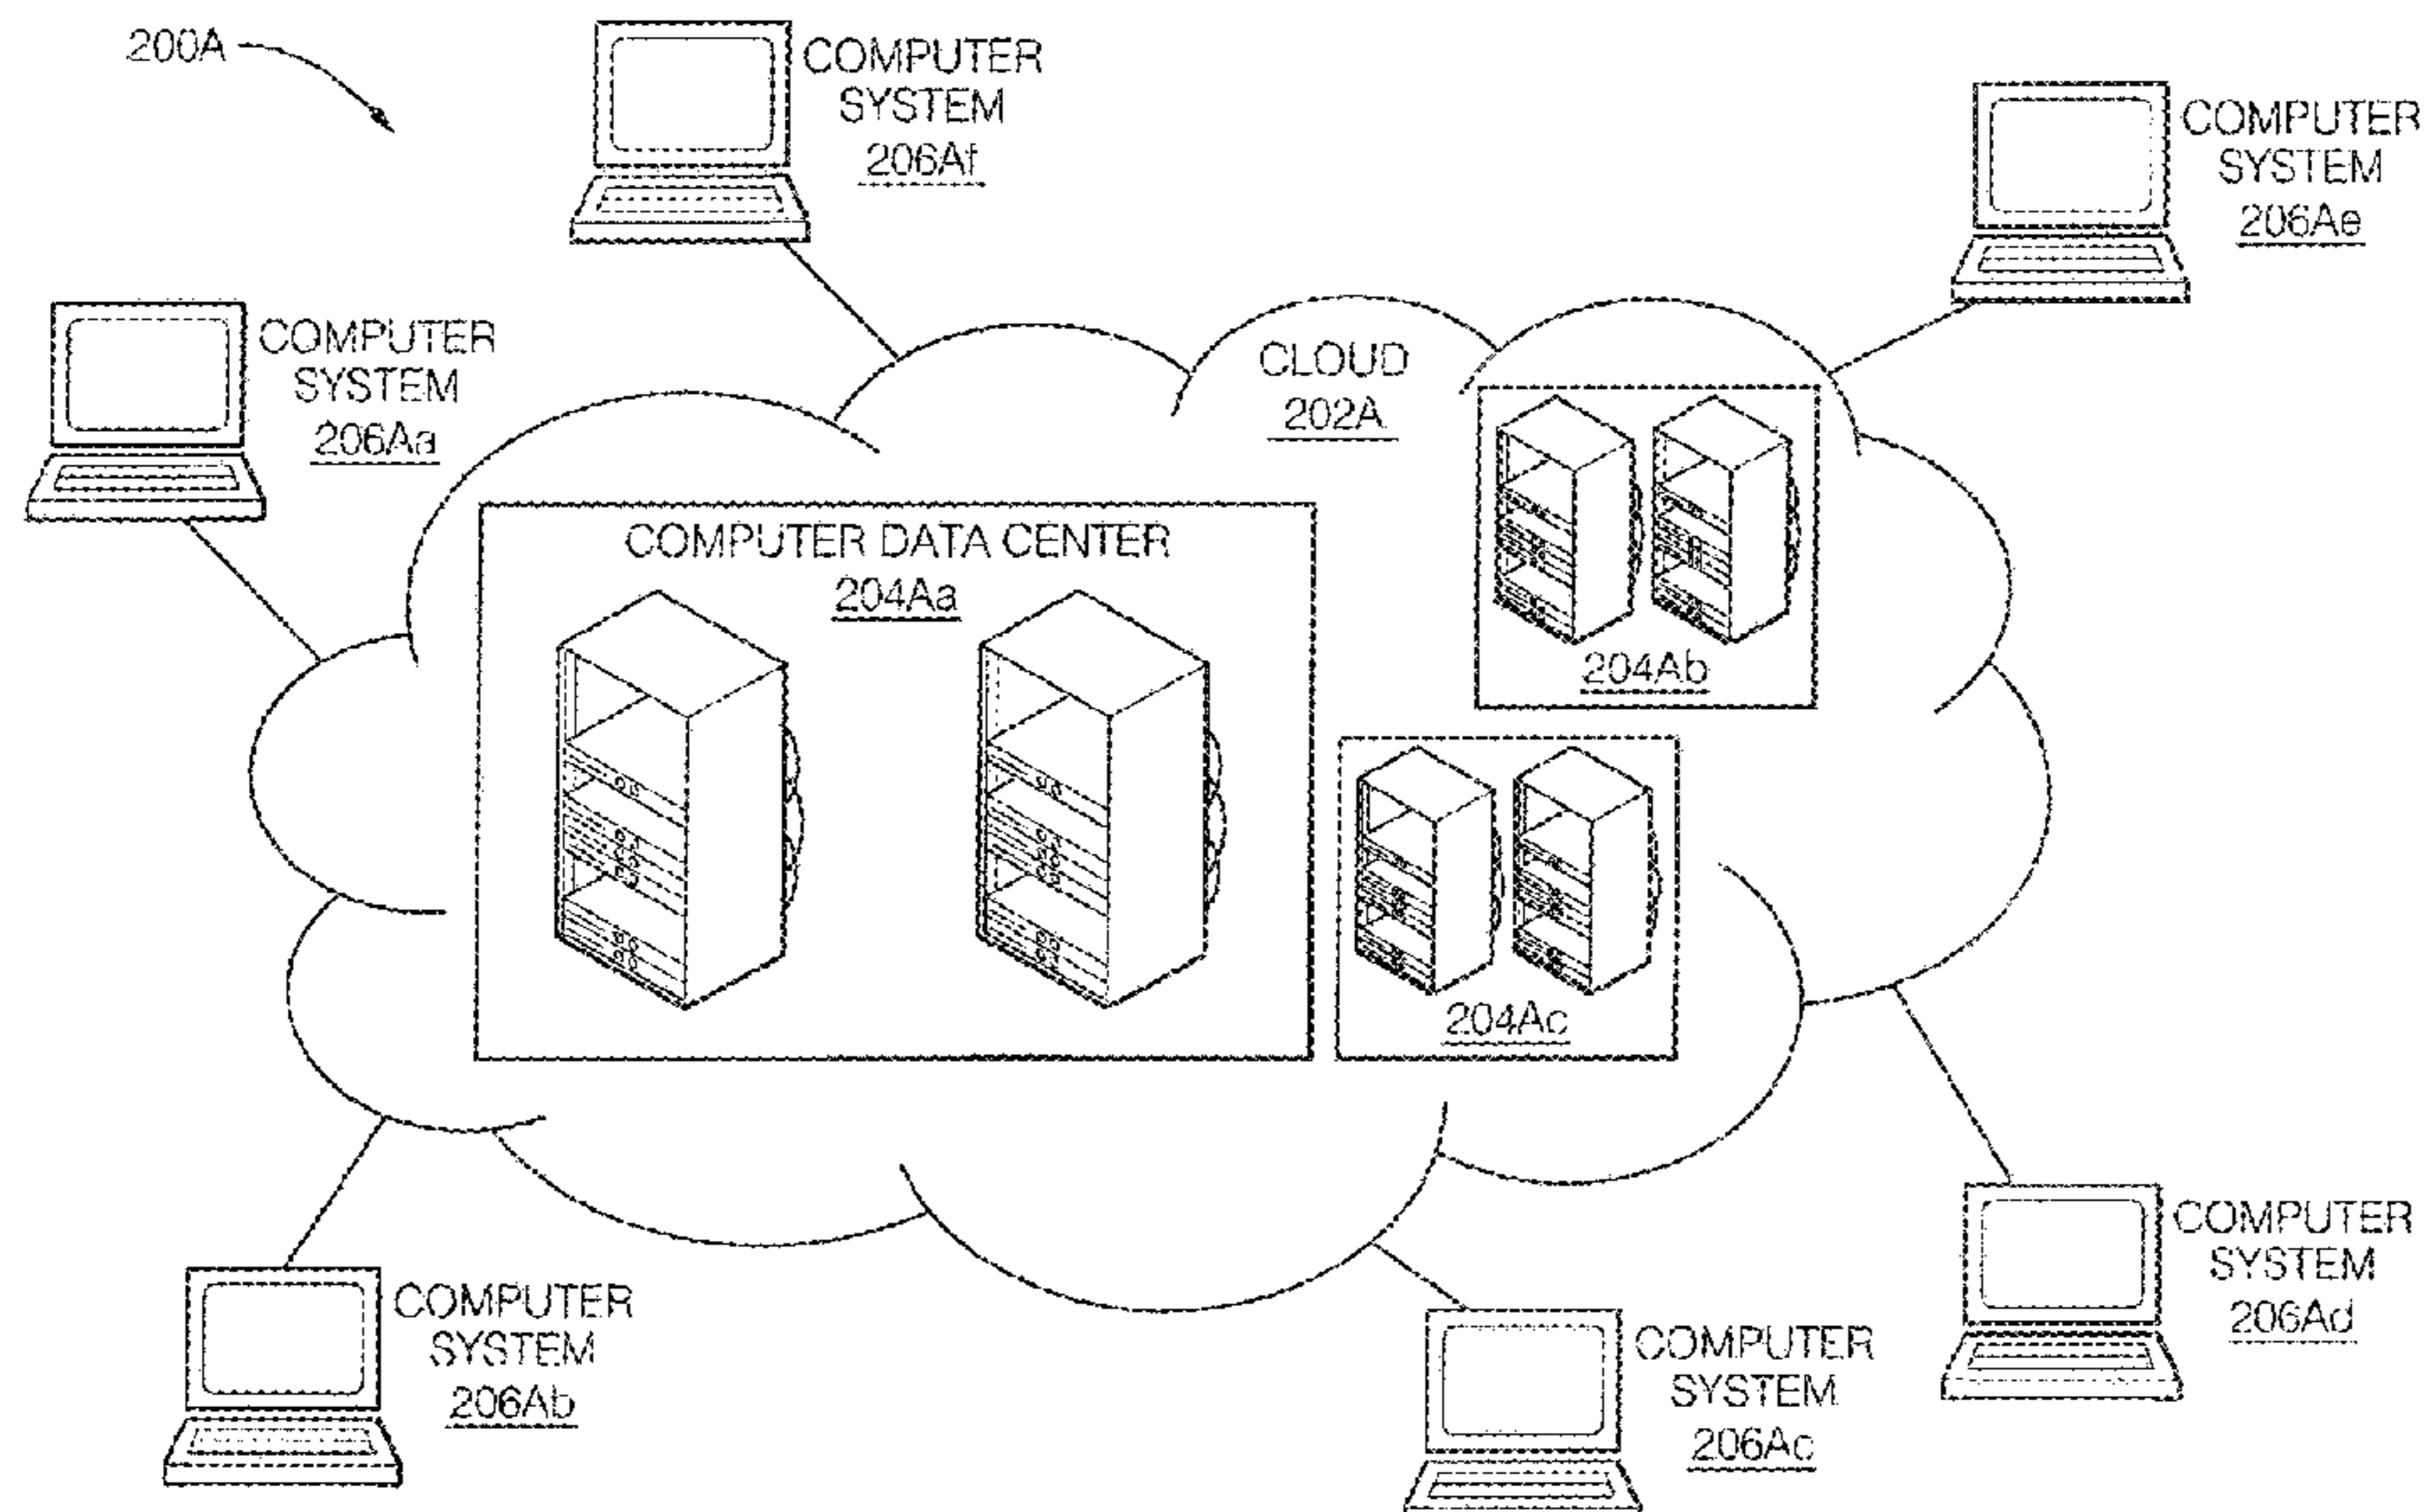 200A
COMPUTER
SYSTEM
206Af
COMPUTER
SYSTEM
206Ae
COMPUTER
SYSTEM
206Aa
CLOUD
202A
COMPUTER DATA CENTER
204Aa
204Ab
204Ac
COMPUTER
SYSTEM
206Ab
COMPUTER
SYSTEM
206Ac
COMPUTER
SYSTEM
206Ad